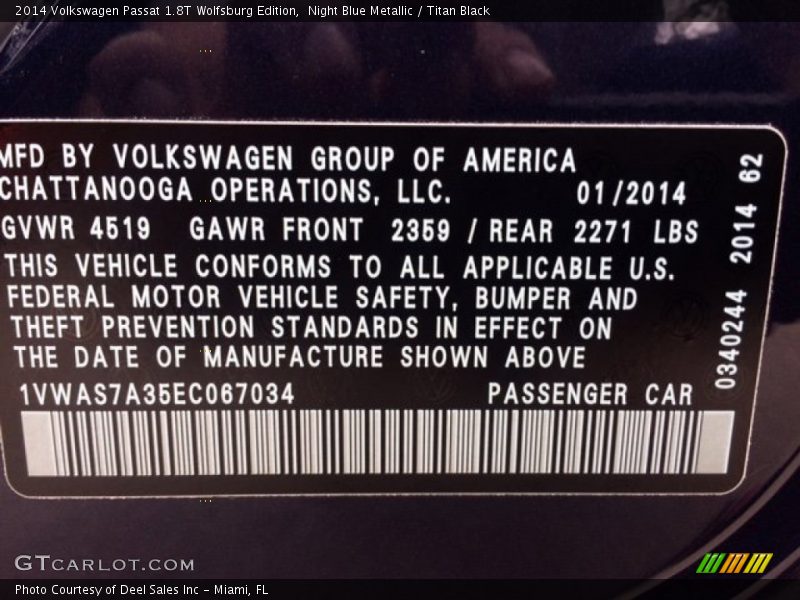 2014 Volkswagen Passat 1.8T Wolfsburg Edition, Night Blue Metallic / Titan Black
MFD BY VOLKSWAGEN GROUP OF AMERICA
CHATTANOOGA OPERATIONS, LLC. 01/2014
GVWR 4519 GAWR FRONT 2359 / REAR 2271 LBS
THIS VEHICLE CONFORMS TO ALL APPLICABLE U.S.
FEDERAL MOTOR VEHICLE SAFETY, BUMPER AND
THEFT PREVENTION STANDARDS IN EFFECT ON
THE DATE OF MANUFACTURE SHOWN ABOVE
1VWAS7A35EC067034 PASSENGER CAR
0340244 2014 62
GTCARLOT.COM
Photo Courtesy of Deel Sales Inc - Miami, FL